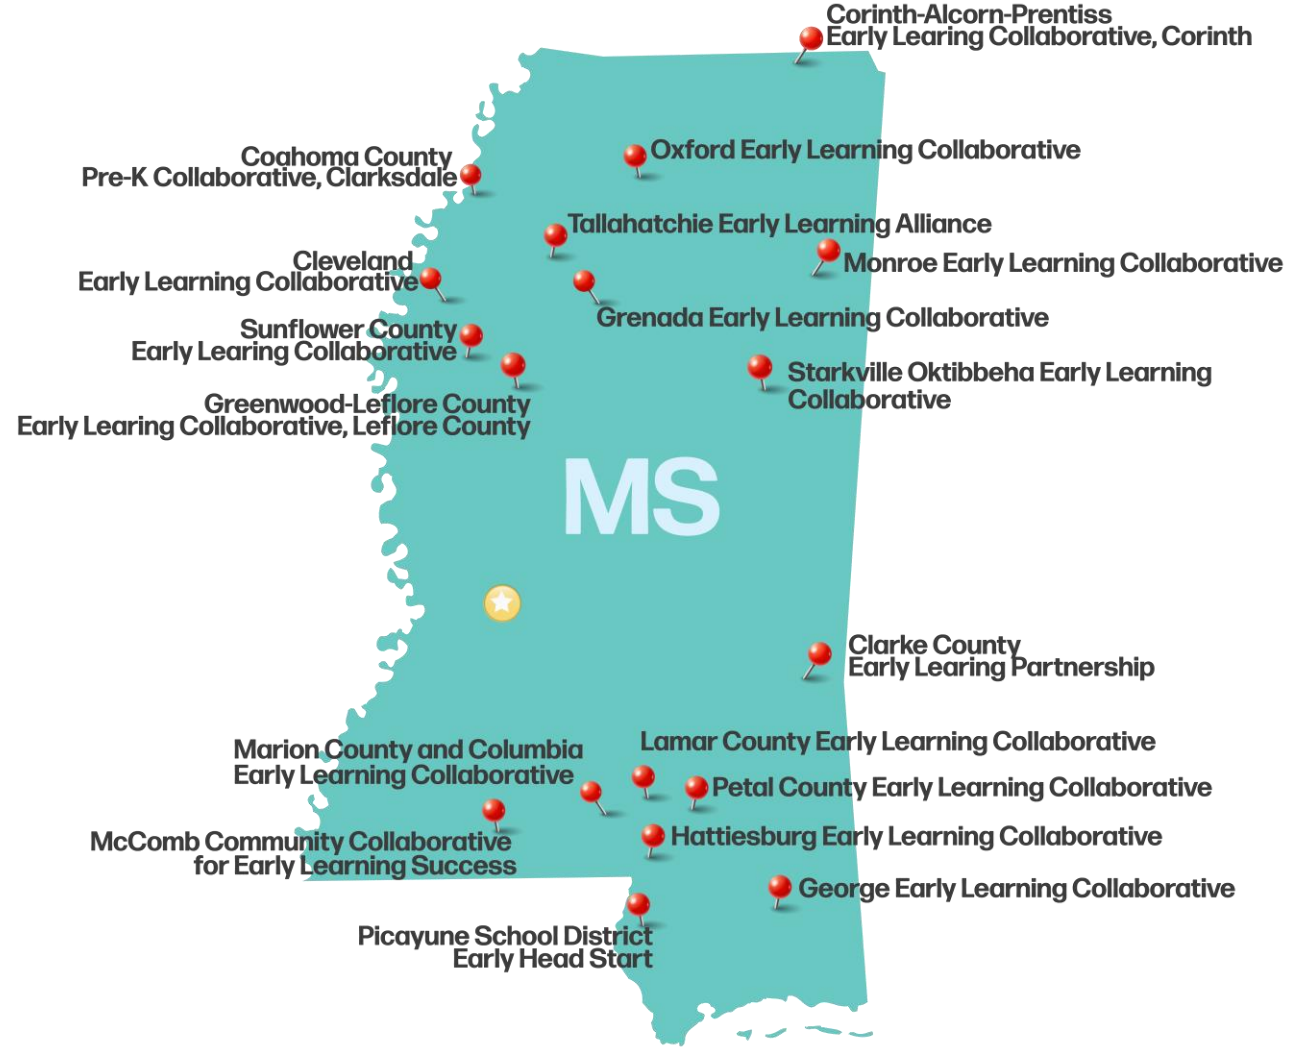 Corinth-Alcorn-Prentiss
Early Learing Collaborative, Corinth
Coahoma County
Pre-K Collaborative, Clarksdale
Oxford Early Learning Collaborative
Tallahatchie Early Learning Alliance
Cleveland
Early Learning Collaborative
Monroe Early Learning Collaborative
Grenada Early Learning Collaborative
Sunflower County
Early Learing Collaborative
Starkville Oktibbeha Early Learning
Collaborative
Greenwood-Leflore County
Early Learing Collaborative, Leflore County
MS
Clarke County
Early Learing Partnership
Marion County and Columbia
Early Learning Collaborative
Lamar County Early Learning Collaborative
Petal County Early Learning Collaborative
McComb Community Collaborative
for Early Learning Success
Hattiesburg Early Learning Collaborative
George Early Learning Collaborative
Picayune School District
Early Head Start